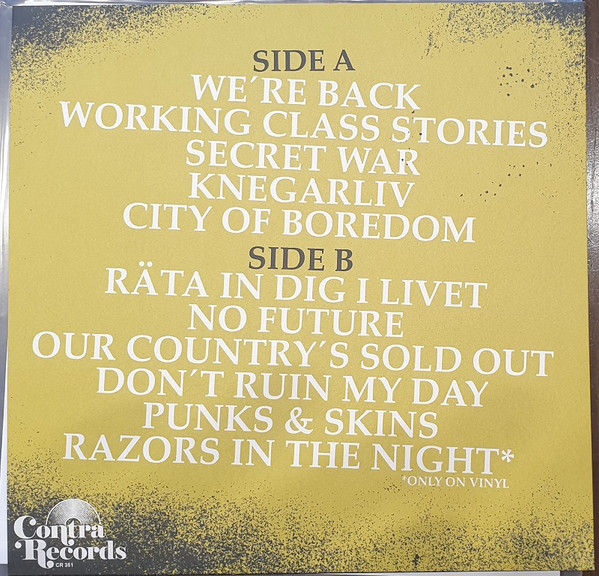 SIDE A
WE´RE BACK
WORKING CLASS STORIES
SECRET WAR
KNEGARLIV
CITY OF BOREDOM
SIDE B
RÄTA IN DIG I LIVET
NO FUTURE
OUR COUNTRY´S SOLD OUT
DON´T RUIN MY DAY
PUNKS & SKINS
RAZORS IN THE NIGHT*
*ONLY ON VINYL
Contra
Records
CR 361